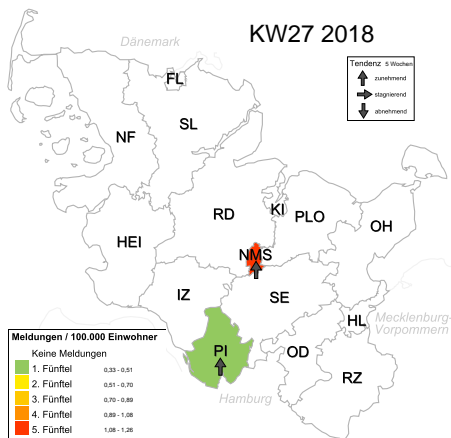 KW27 2018
Dänemark
Tendenz 5 Wochen
zunehmend
stagnierend
abnehmend
FL
NF
SL
RD
KI
PLO
OH
HEI
NMS
IZ
SE
HL
Mecklenburg-
Vorpommern
PI
OD
RZ
Hamburg
Meldungen / 100.000 Einwohner
Keine Meldungen
1. Fünftel 0,33 - 0,51
2. Fünftel 0,51 - 0,70
3. Fünftel 0,70 - 0,89
4. Fünftel 0,89 - 1,08
5. Fünftel 1,08 - 1,26